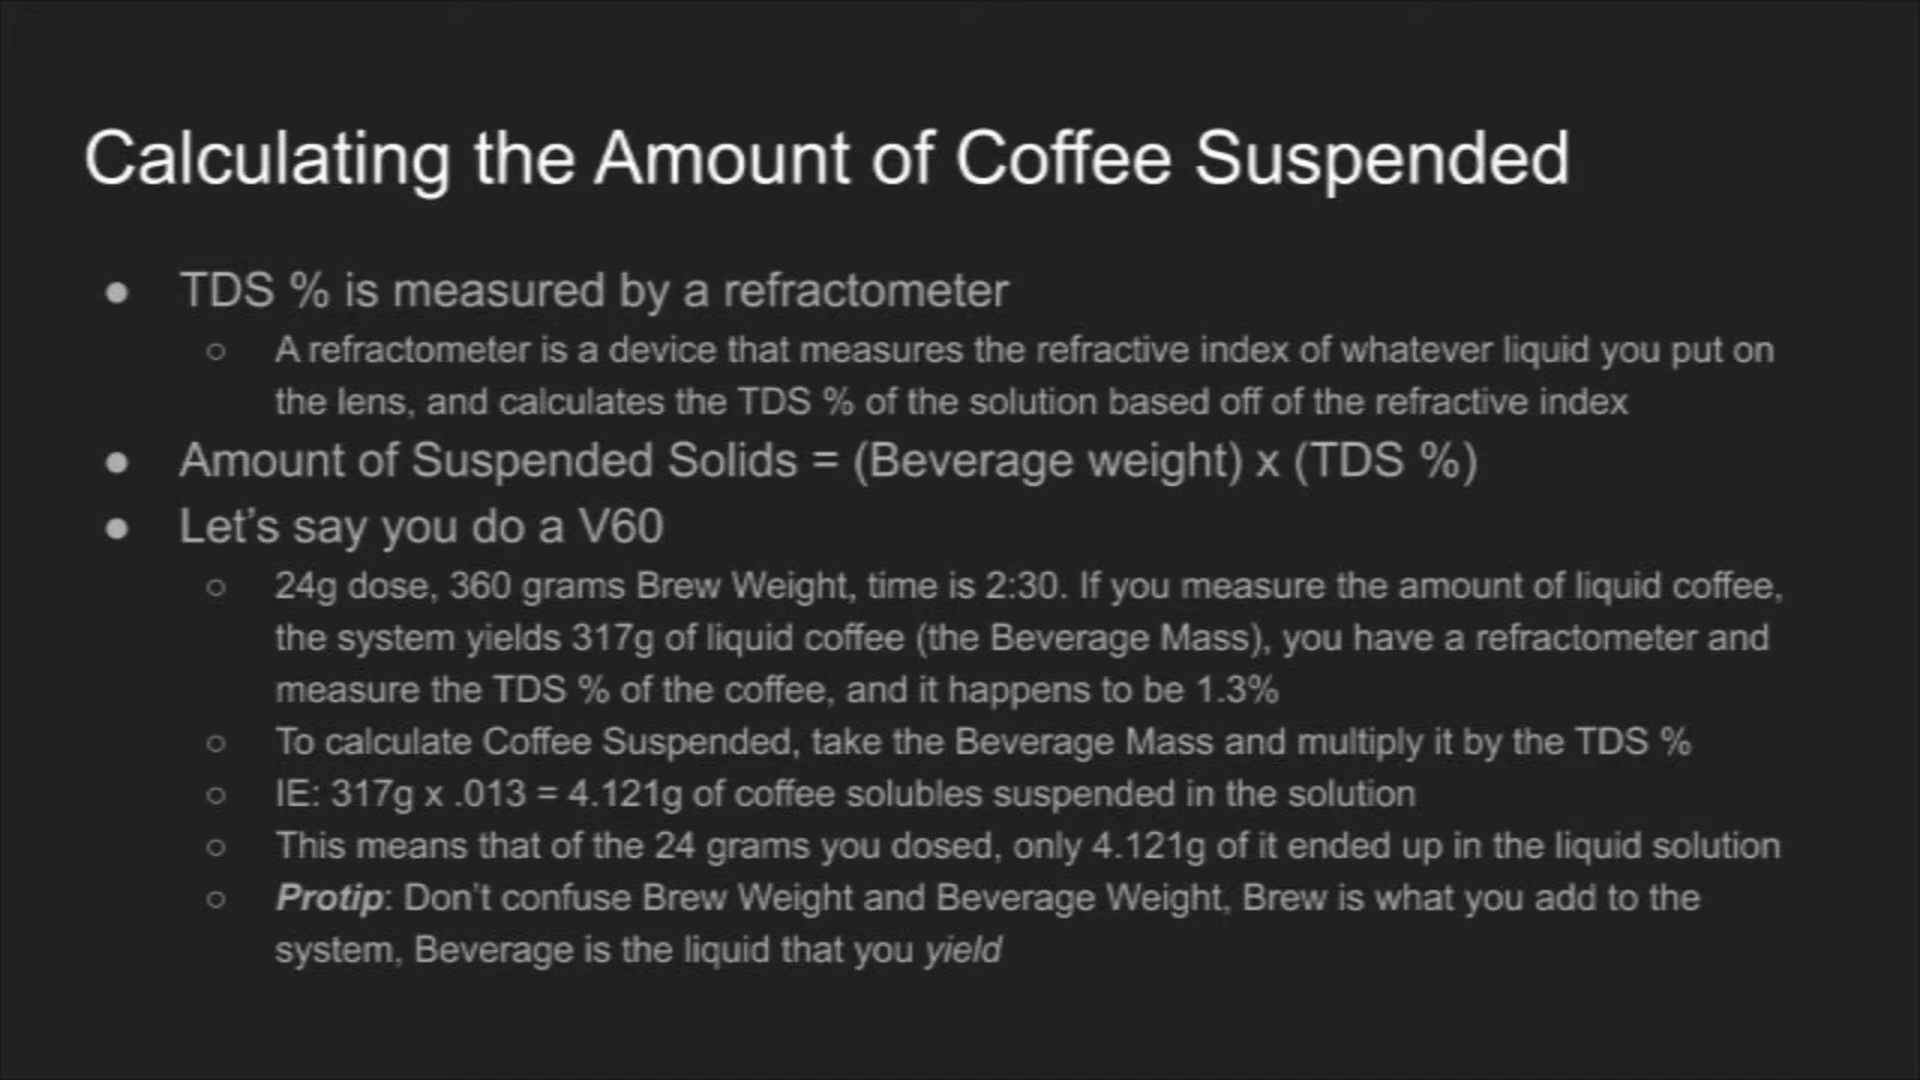 Calculating the Amount of Coffee Suspended
● TDS % is measured by a refractometer
○ A refractometer is a device that measures the refractive index of whatever liquid you put on
the lens, and calculates the TDS % of the solution based off of the refractive index
● Amount of Suspended Solids = (Beverage weight) x (TDS %)
● Let's say you do a V60
○ 24g dose, 360 grams Brew Weight, time is 2:30. If you measure the amount of liquid coffee,
the system yields 317g of liquid coffee (the Beverage Mass), you have a refractometer and
measure the TDS % of the coffee, and it happens to be 1.3%
○ To calculate Coffee Suspended, take the Beverage Mass and multiply it by the TDS %
○ IE: 317g x .013 = 4.121g of coffee solubles suspended in the solution
○ This means that of the 24 grams you dosed, only 4.121g of it ended up in the liquid solution
○ Protip: Don't confuse Brew Weight and Beverage Weight, Brew is what you add to the
system, Beverage is the liquid that you yield